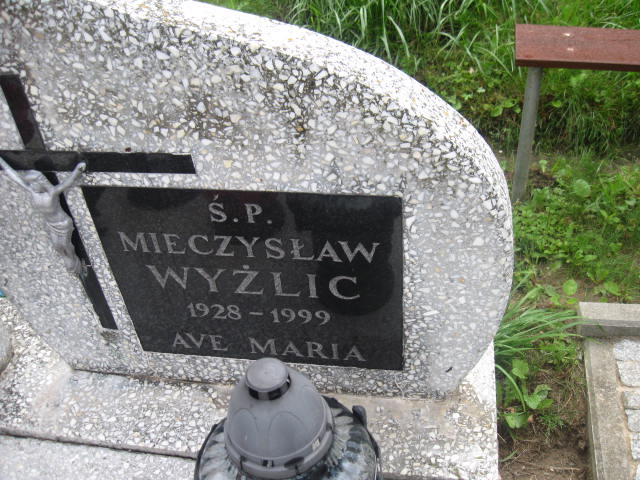 Ś.P.
MIECZYSŁAW
WYŻLIC
1928-1999
AVE MARIA